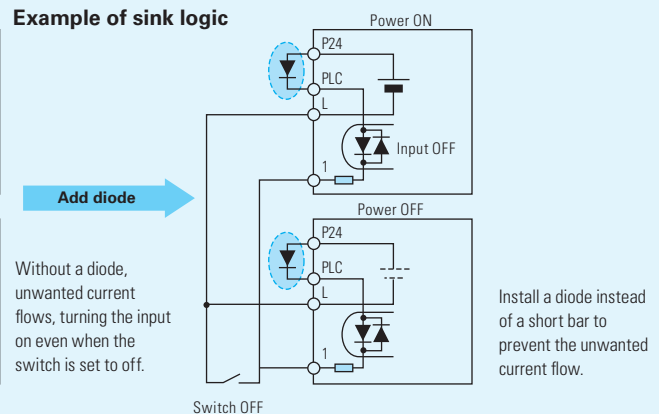 Example of sink logic
Power ON
P24
PLC
L
Input OFF
1
Add diode
Power OFF
P24
PLC
L
1
Without a diode,
unwanted current
flows, turning the input
on even when the
switch is set to off.
Install a diode instead
of a short bar to
prevent the unwanted
current flow.
Switch OFF